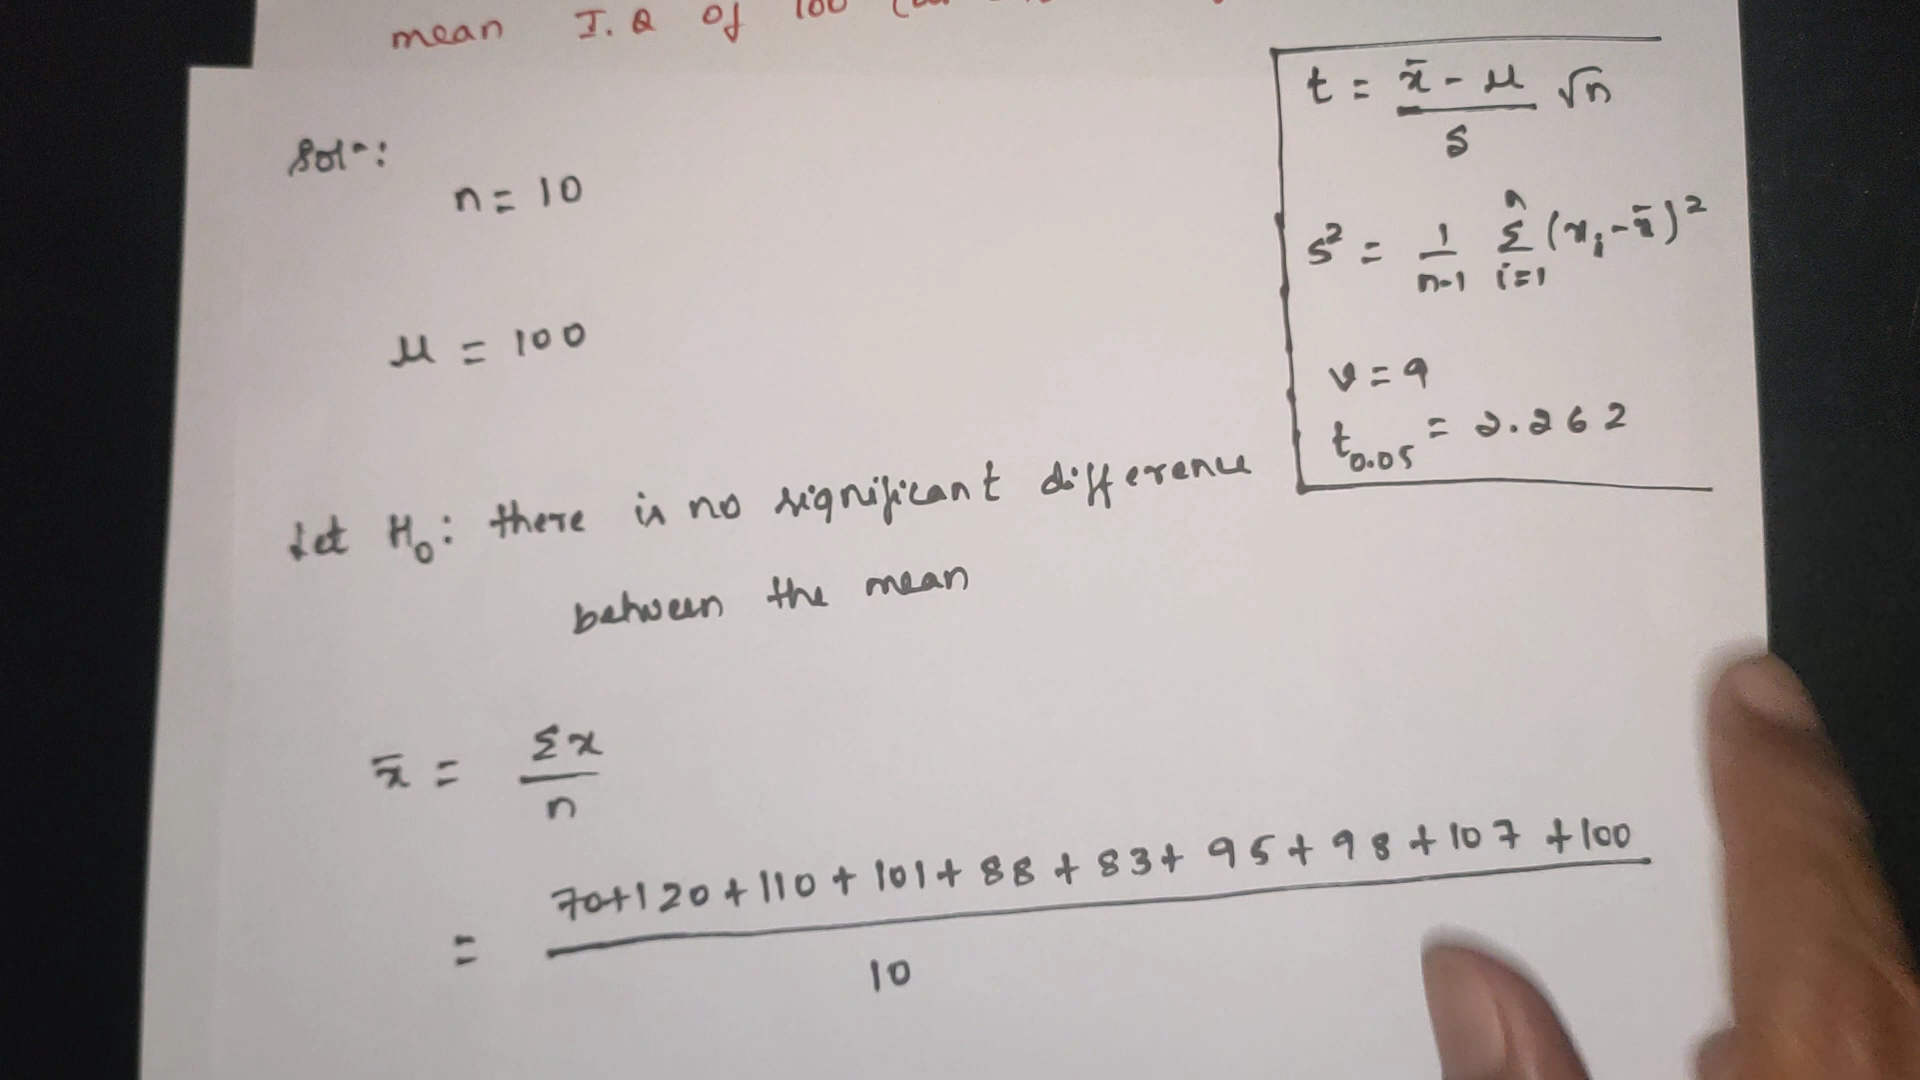 mean I.Q of 100
Soln:
n = 10
μ = 100
Let H₀: there is no significant difference
between the mean
x̄ = Σx / n
= 70+120+110+101+88+83+95+98+107+100 / 10
t = x̄ - μ / s √n
s² = 1/n-1 Σ i=1 n (xᵢ - x̄)²
ν = 9
t0.05 = 2.262